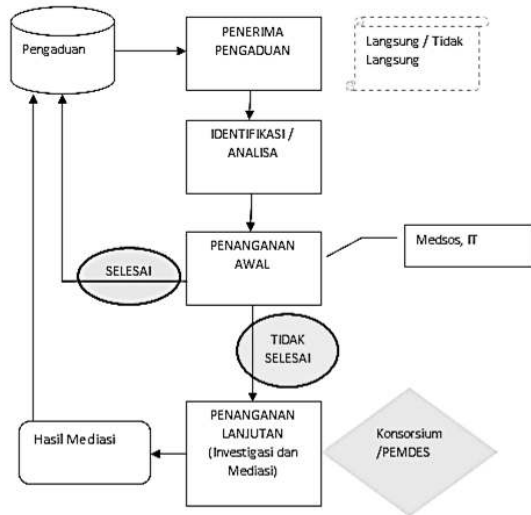 Pengaduan
PENERIMA
PENGADUAN
Langsung / Tidak
Langsung
IDENTIFIKASI /
ANALISA
PENANGANAN
AWAL
Medsos, IT
SELESAI
TIDAK
SELESAI
PENANGANAN
LANJUTAN
(Investigasi dan
Mediasi)
Hasil Mediasi
Konsorsium
/PEMDES